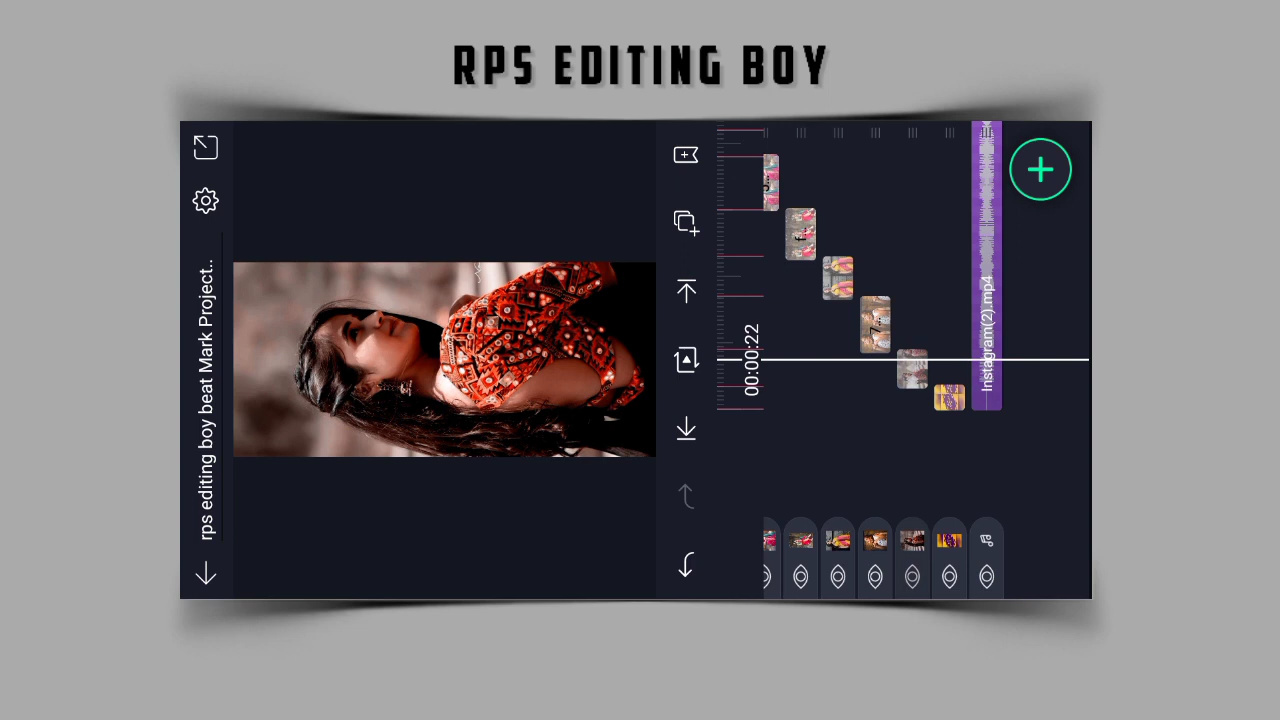 RPS EDITING BOY
rps editing boy beat Mark Project..
00:00:22
Instagram(2).mp4